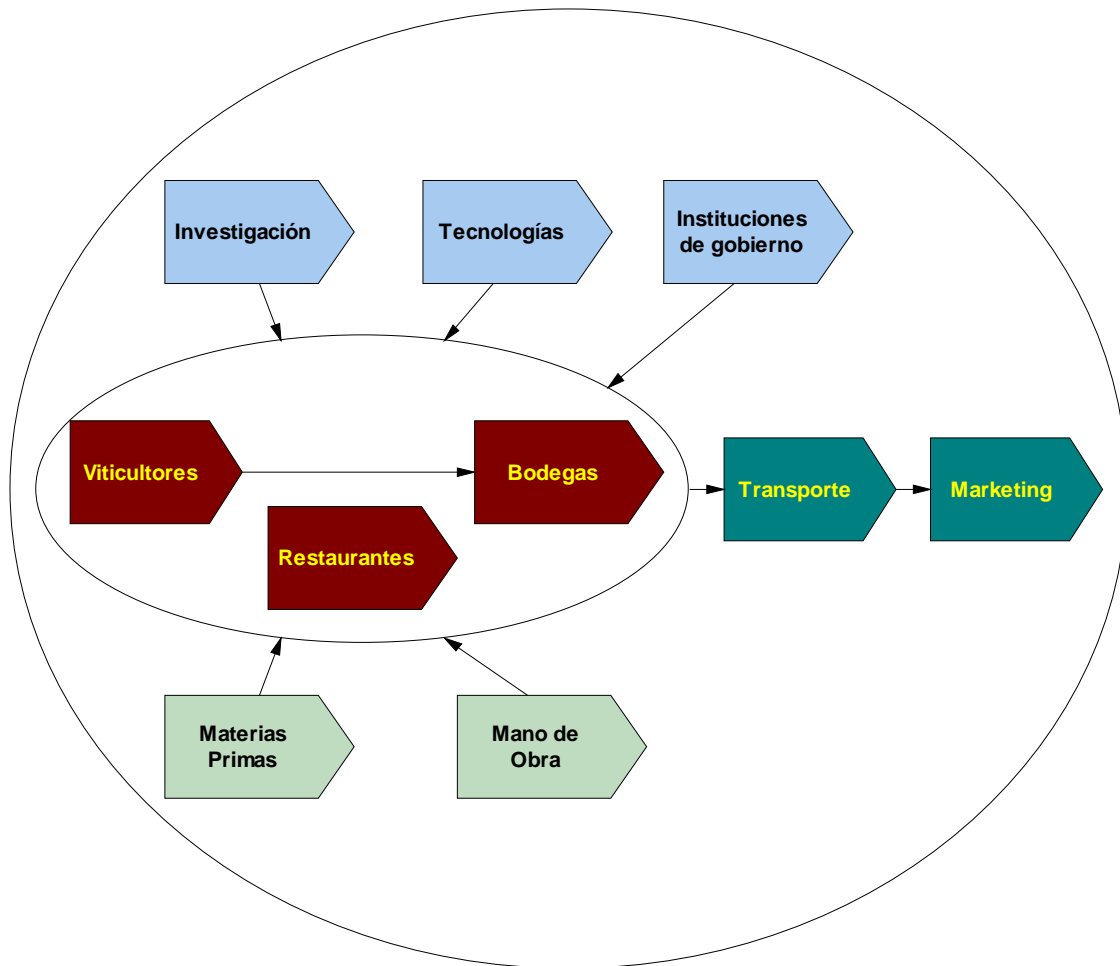 Investigación
Tecnologías
Instituciones
de gobierno
Viticultores
Bodegas
Restaurantes
Transporte
Marketing
Materias
Primas
Mano de
Obra